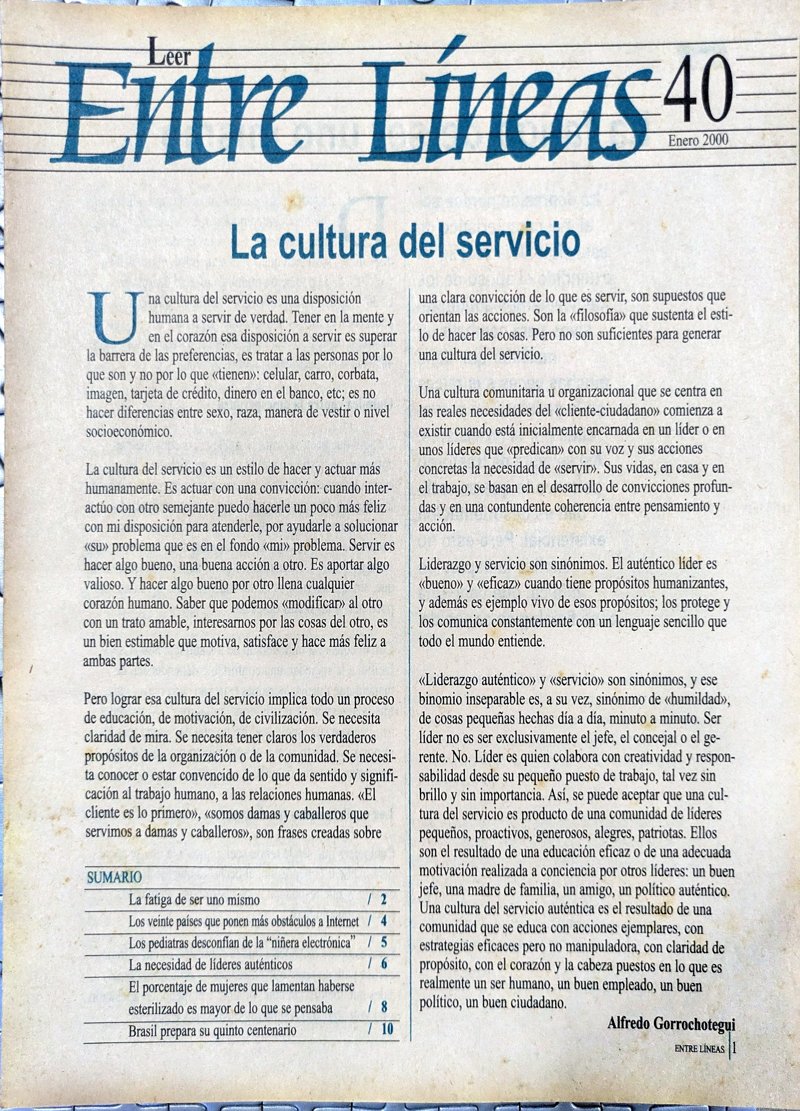 Leer
Entre Líneas
40
Enero 2000
La cultura del servicio
Una cultura del servicio es una disposición
humana a servir de verdad. Tener en la mente y
en el corazón esa disposición a servir es superar
la barrera de las preferencias, es tratar a las personas por lo
que son y no por lo que «tienen»: celular, carro, corbata,
imagen, tarjeta de crédito, dinero en el banco, etc; es no
hacer diferencias entre sexo, raza, manera de vestir o nivel
socioeconómico.
La cultura del servicio es un estilo de hacer y actuar más
humanamente. Es actuar con una convicción: cuando inter-
actúo con otro semejante puedo hacerle un poco más feliz
con mi disposición para atenderle, por ayudarle a solucionar
«su» problema que es en el fondo «mi» problema. Servir es
hacer algo bueno, una buena acción a otro. Es aportar algo
valioso. Y hacer algo bueno por otro llena cualquier
corazón humano. Saber que podemos «modificar» al otro
con un trato amable, interesarnos por las cosas del otro, es
un bien estimable que motiva, satisface y hace más feliz a
ambas partes.
Pero lograr esa cultura del servicio implica todo un proceso
de educación, de motivación, de civilización. Se necesita
claridad de mira. Se necesita tener claros los verdaderos
propósitos de la organización o de la comunidad. Se necesi-
ta conocer o estar convencido de lo que da sentido y signifi-
cación al trabajo humano, a las relaciones humanas. «El
cliente es lo primero», «somos damas y caballeros que
servimos a damas y caballeros», son frases creadas sobre
SUMARIO
La fatiga de ser uno mismo / 2
Los veinte países que ponen más obstáculos a Internet / 4
Los pediatras desconfían de la “niñera electrónica” / 5
La necesidad de líderes auténticos / 6
El porcentaje de mujeres que lamentan haberse
esterilizado es mayor de lo que se pensaba / 8
Brasil prepara su quinto centenario / 10
una clara convicción de lo que es servir, son supuestos que
orientan las acciones. Son la «filosofía» que sustenta el esti-
lo de hacer las cosas. Pero no son suficientes para generar
una cultura del servicio.
Una cultura comunitaria u organizacional que se centra en
las reales necesidades del «cliente-ciudadano» comienza a
existir cuando está inicialmente encarnada en un líder o en
unos líderes que «predican» con su voz y sus acciones
concretas la necesidad de «servir». Sus vidas, en casa y en
el trabajo, se basan en el desarrollo de convicciones profun-
das y en una contundente coherencia entre pensamiento y
acción.
Liderazgo y servicio son sinónimos. El auténtico líder es
«bueno» y «eficaz» cuando tiene propósitos humanizantes,
y además es ejemplo vivo de esos propósitos; los protege y
los comunica constantemente con un lenguaje sencillo que
todo el mundo entiende.
«Liderazgo auténtico» y «servicio» son sinónimos, y ese
binomio inseparable es, a su vez, sinónimo de «humildad»,
de cosas pequeñas hechas día a día, minuto a minuto. Ser
líder no es ser exclusivamente el jefe, el concejal o el ge-
rente. No. Líder es quien colabora con creatividad y respon-
sabilidad desde su pequeño puesto de trabajo, tal vez sin
brillo y sin importancia. Así, se puede aceptar que una cul-
tura del servicio es producto de una comunidad de líderes
pequeños, proactivos, generosos, alegres, patriotas. Ellos
son el resultado de una educación eficaz o de una adecuada
motivación realizada a conciencia por otros líderes: un buen
jefe, una madre de familia, un amigo, un político auténtico.
Una cultura del servicio auténtica es el resultado de una
comunidad que se educa con acciones ejemplares, con
estrategias eficaces pero no manipuladora, con claridad de
propósito, con el corazón y la cabeza puestos en lo que es
realmente un ser humano, un buen empleado, un buen
político, un buen ciudadano.
Alfredo Gorrochotegui
ENTRE LÍNEAS 1